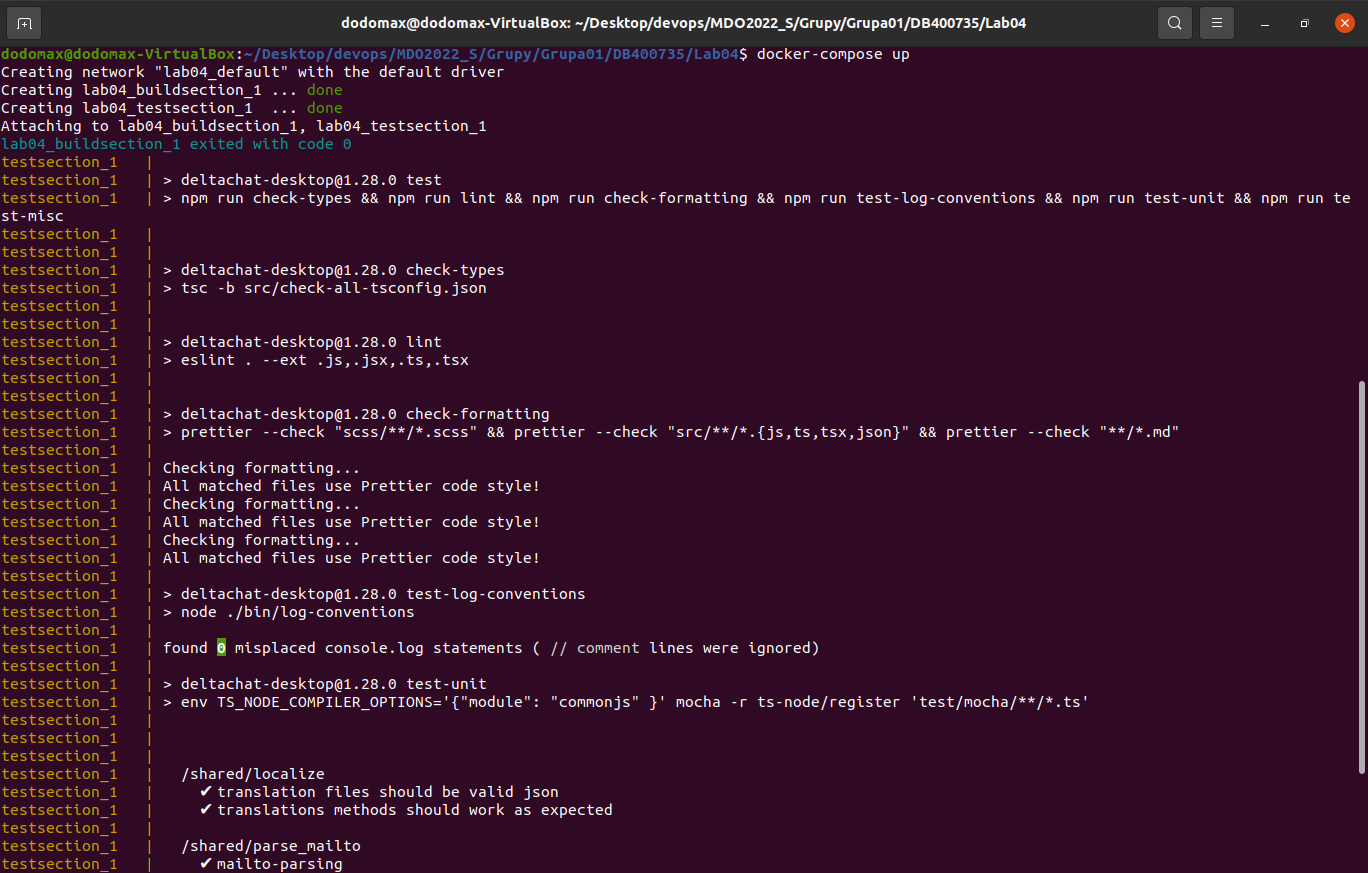 dodomax@dodomax-VirtualBox: ~/Desktop/devops/MDO2022_S/Grupy/Grupa01/DB400735/Lab04
dodomax@dodomax-VirtualBox:~/Desktop/devops/MDO2022_S/Grupy/Grupa01/DB400735/Lab04$ docker-compose up
Creating network "lab04_default" with the default driver
Creating lab04_buildsection_1 ... done
Creating lab04_testsection_1  ... done
Attaching to lab04_buildsection_1, lab04_testsection_1
lab04_buildsection_1 exited with code 0
testsection_1   |
testsection_1   | > deltachat-desktop@1.28.0 test
testsection_1   | > npm run check-types && npm run lint && npm run check-formatting && npm run test-log-conventions && npm run test-unit && npm run te
st-misc
testsection_1   |
testsection_1   |
testsection_1   | > deltachat-desktop@1.28.0 check-types
testsection_1   | > tsc -b src/check-all-tsconfig.json
testsection_1   |
testsection_1   |
testsection_1   | > deltachat-desktop@1.28.0 lint
testsection_1   | > eslint . --ext .js,.jsx,.ts,.tsx
testsection_1   |
testsection_1   |
testsection_1   | > deltachat-desktop@1.28.0 check-formatting
testsection_1   | > prettier --check "scss/**/*.scss" && prettier --check "src/**/*.{js,ts,tsx,json}" && prettier --check "**/*.md"
testsection_1   |
testsection_1   | Checking formatting...
testsection_1   | All matched files use Prettier code style!
testsection_1   | Checking formatting...
testsection_1   | All matched files use Prettier code style!
testsection_1   | Checking formatting...
testsection_1   | All matched files use Prettier code style!
testsection_1   |
testsection_1   | > deltachat-desktop@1.28.0 test-log-conventions
testsection_1   | > node ./bin/log-conventions
testsection_1   |
testsection_1   | found 0 misplaced console.log statements ( // comment lines were ignored)
testsection_1   |
testsection_1   | > deltachat-desktop@1.28.0 test-unit
testsection_1   | > env TS_NODE_COMPILER_OPTIONS='{"module": "commonjs" }' mocha -r ts-node/register 'test/mocha/**/*.ts'
testsection_1   |
testsection_1   |
testsection_1   |
testsection_1   |   /shared/localize
testsection_1   |     ✔ translation files should be valid json
testsection_1   |     ✔ translations methods should work as expected
testsection_1   |
testsection_1   |   /shared/parse_mailto
testsection_1   |     ✔ mailto-parsing